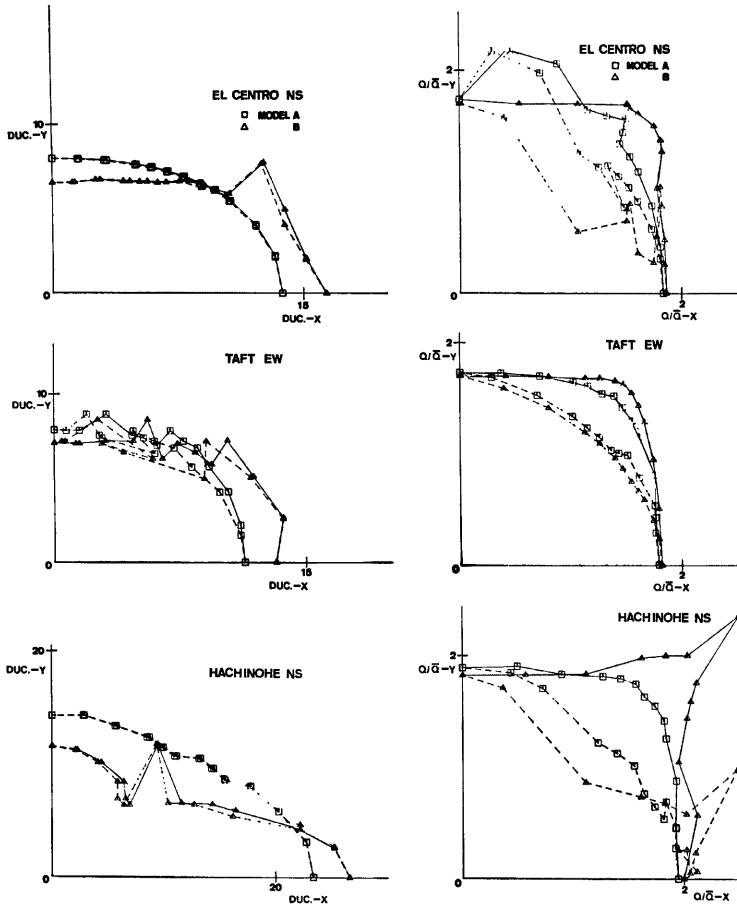 EL CENTRO NS
MODEL A
B
10
DUC.-Y
0
15
DUC.-X
EL CENTRO NS
MODEL A
B
2
Q/Q̄-Y
0
2
Q/Q̄-X
TAFT EW
10
DUC.-Y
0
15
DUC.-X
TAFT EW
2
Q/Q̄-Y
0
2
Q/Q̄-X
HACHINOHE NS
20
DUC.-Y
0
20
DUC.-X
HACHINOHE NS
2
Q/Q̄-Y
0
2
Q/Q̄-X